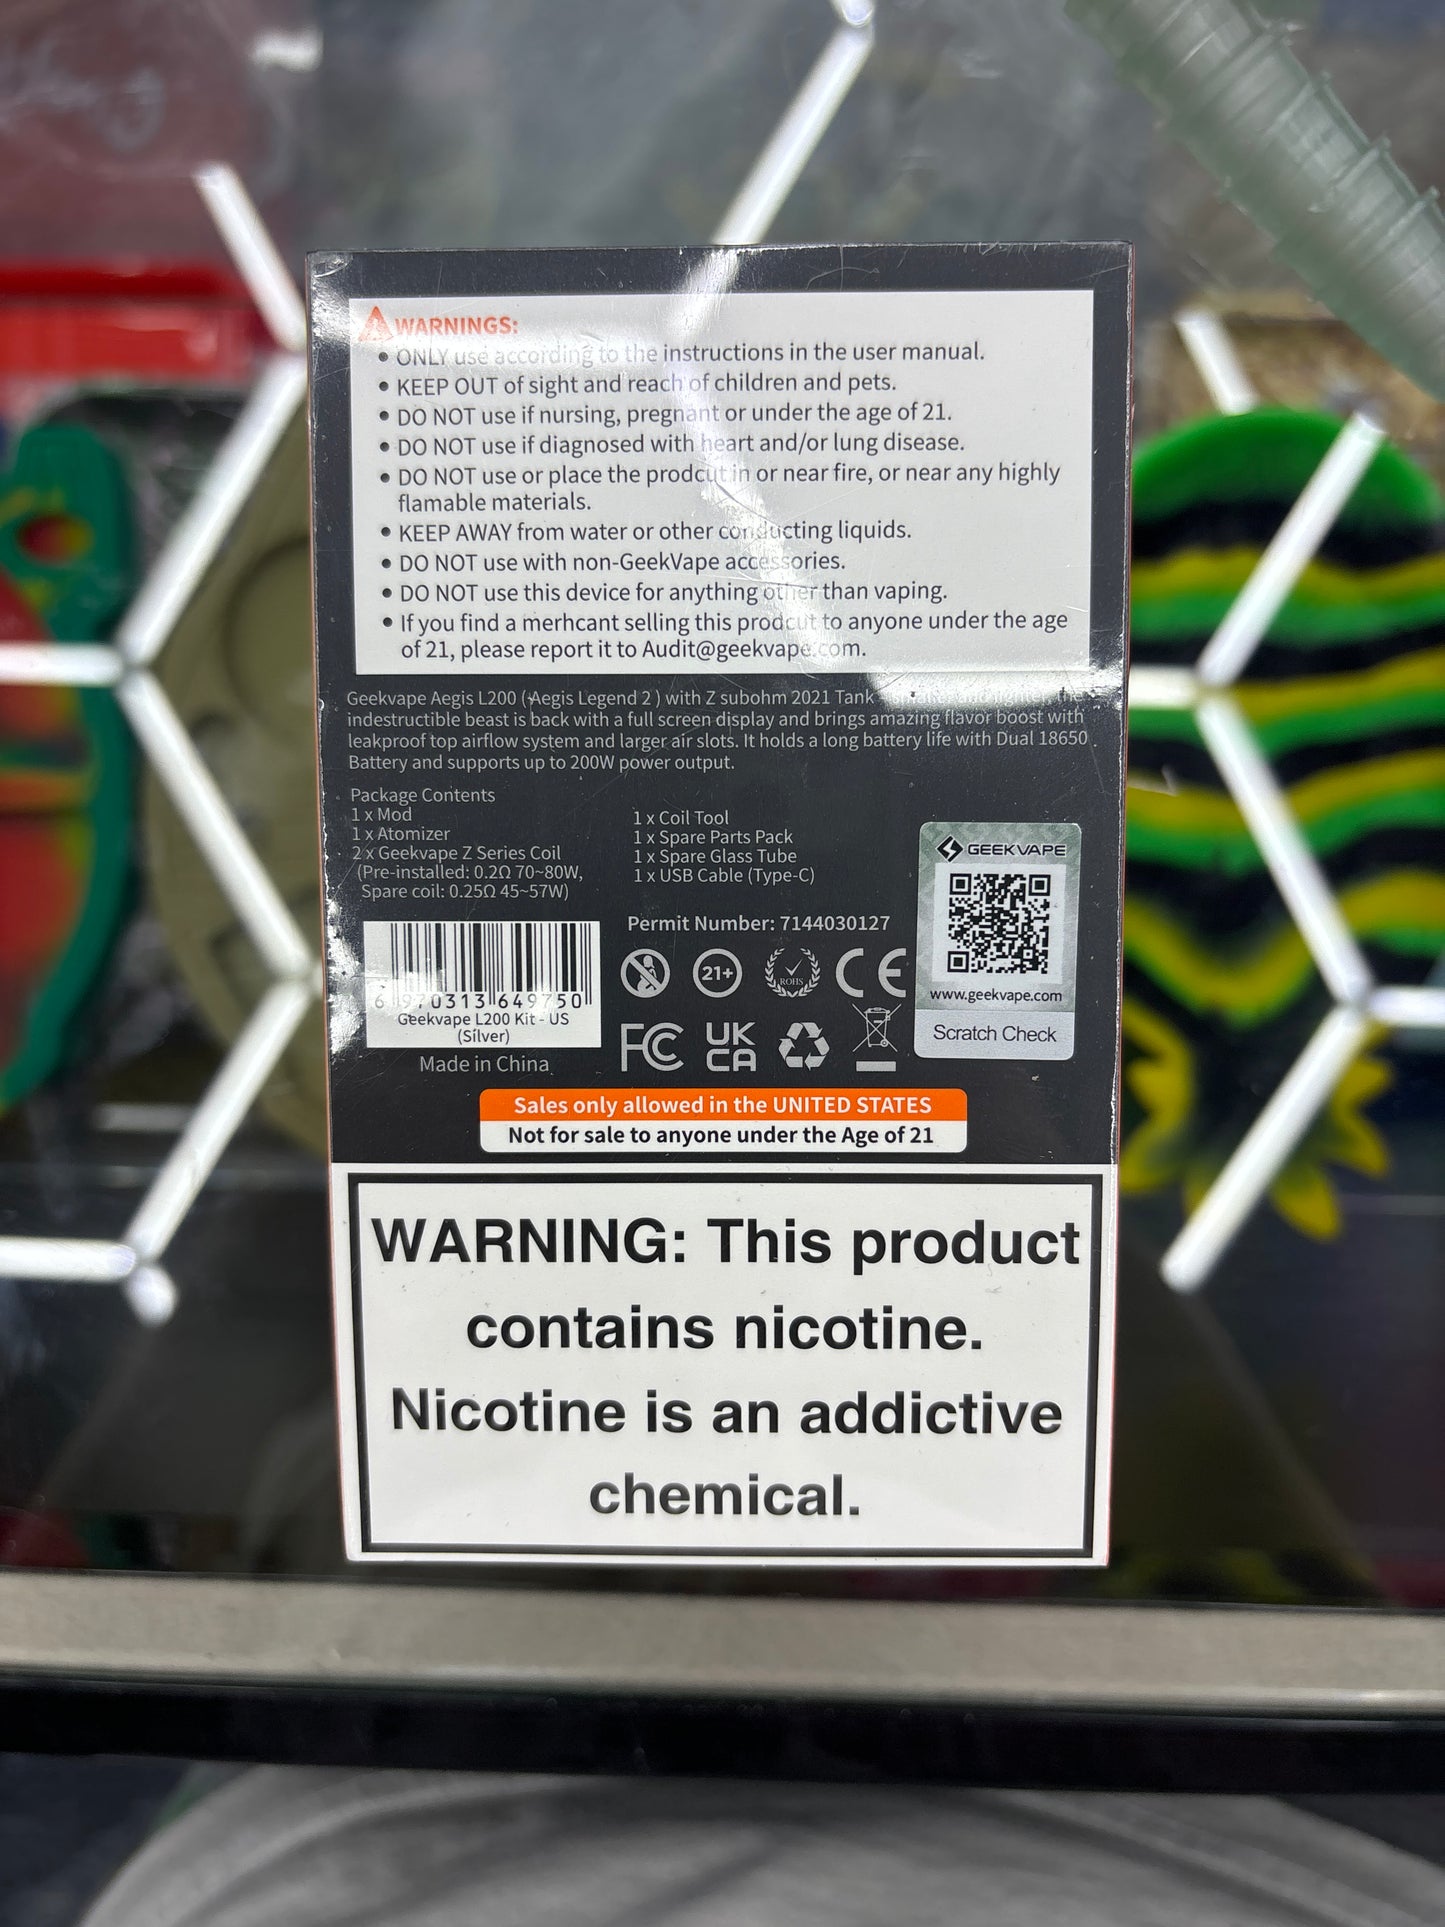 WARNINGS:
• ONLY use according to the instructions in the user manual.
• KEEP OUT of sight and reach of children and pets.
• DO NOT use if nursing, pregnant or under the age of 21.
• DO NOT use if diagnosed with heart and/or lung disease.
• DO NOT use or place the prodcut in or near fire, or near any highly
flamable materials.
• KEEP AWAY from water or other conducting liquids.
• DO NOT use with non-GeekVape accessories.
• DO NOT use this device for anything other than vaping.
• If you find a merhcant selling this prodcut to anyone under the age
of 21, please report it to Audit@geekvape.com.
Geekvape Aegis L200 (Aegis Legend 2 ) with Z subohm 2021 Tank - smaller and lighter, the
indestructible beast is back with a full screen display and brings amazing flavor boost with
leakproof top airflow system and larger air slots. It holds a long battery life with Dual 18650
Battery and supports up to 200W power output.
Package Contents
1 x Mod
1 x Atomizer
2 x Geekvape Z Series Coil
(Pre-installed: 0.2Ω 70~80W,
Spare coil: 0.25Ω 45~57W)
1 x Coil Tool
1 x Spare Parts Pack
1 x Spare Glass Tube
1 x USB Cable (Type-C)
GEEKVAPE
www.geekvape.com
Scratch Check
Permit Number: 7144030127
21+
ROHS
CE
FC
UK
CA
6 970313 649750
Geekvape L200 Kit - US
(Silver)
Made in China
Sales only allowed in the UNITED STATES
Not for sale to anyone under the Age of 21
WARNING: This product
contains nicotine.
Nicotine is an addictive
chemical.